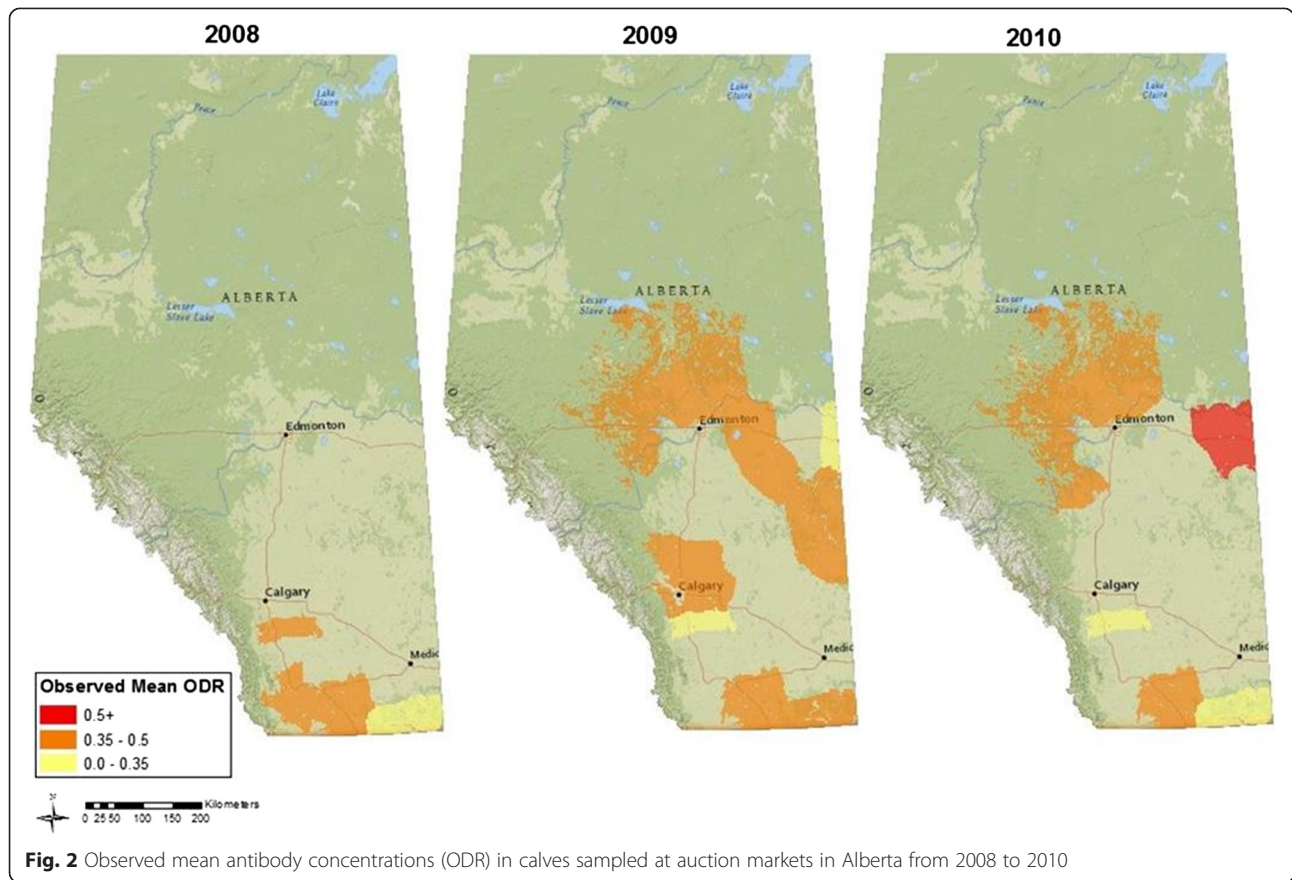 2008
2009
2010
Lake Claire
Peace
ALBERTA
Lesser Slave Lake
Edmonton
Calgary
Medic
Lake Claire
Peace
ALBERTA
Lesser Slave Lake
Edmonton
Calgary
Medic
Lake Claire
Peace
ALBERTA
Lesser Slave Lake
Edmonton
Calgary
Medic
Observed Mean ODR
0.5+
0.35 - 0.5
0.0 - 0.35
N
Kilometers
0 25 50 100 150 200
Fig. 2 Observed mean antibody concentrations (ODR) in calves sampled at auction markets in Alberta from 2008 to 2010